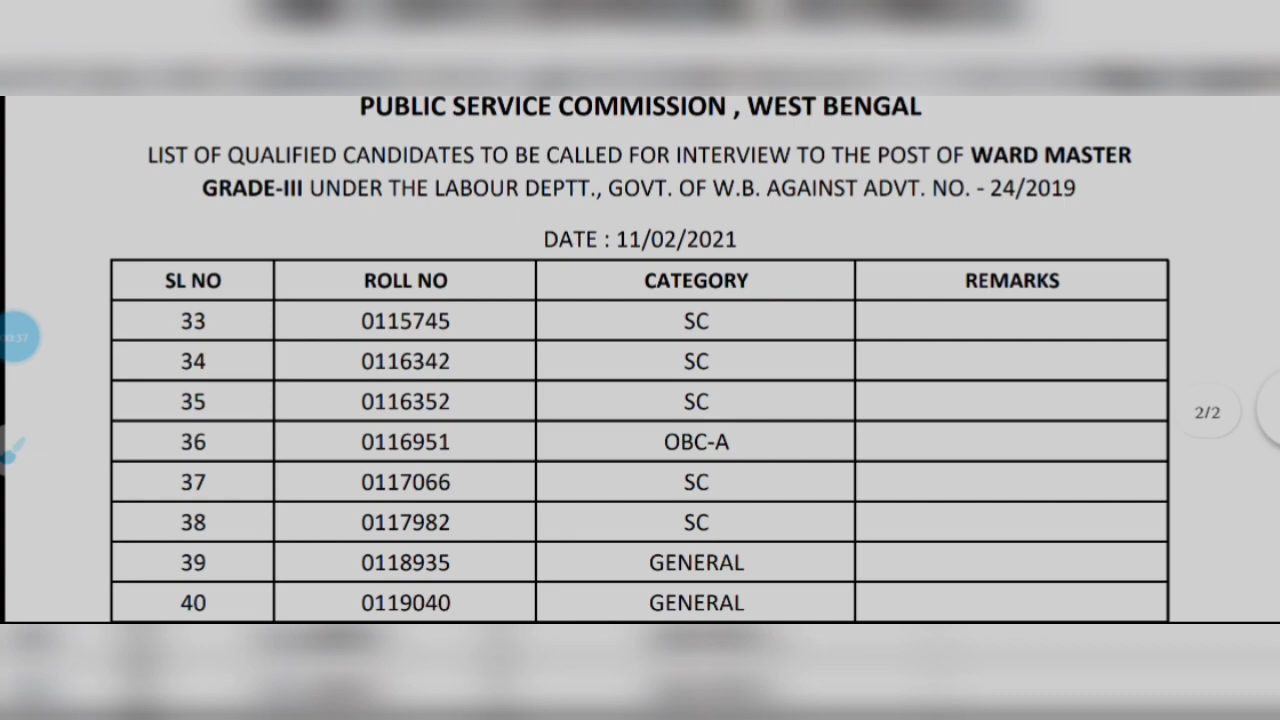 PUBLIC SERVICE COMMISSION , WEST BENGAL
LIST OF QUALIFIED CANDIDATES TO BE CALLED FOR INTERVIEW TO THE POST OF WARD MASTER
GRADE-III UNDER THE LABOUR DEPTT., GOVT. OF W.B. AGAINST ADVT. NO. - 24/2019
DATE : 11/02/2021
SL NO ROLL NO CATEGORY REMARKS
33 0115745 SC
34 0116342 SC
35 0116352 SC
36 0116951 OBC-A
37 0117066 SC
38 0117982 SC
39 0118935 GENERAL
40 0119040 GENERAL
2/2